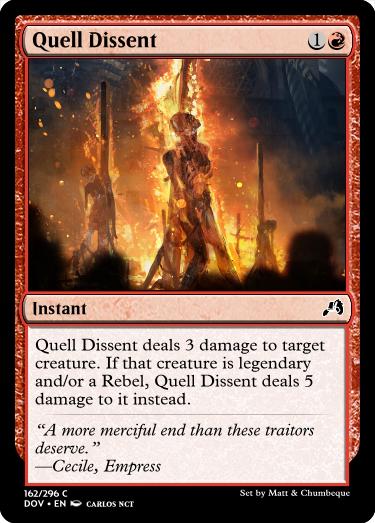 Quell Dissent 1
Instant
Quell Dissent deals 3 damage to target
creature. If that creature is legendary
and/or a Rebel, Quell Dissent deals 5
damage to it instead.
“A more merciful end than these traitors
deserve.”
—Cecile, Empress
162/296 C
DOV • EN CARLOS NCT
Set by Matt & Chumbeque